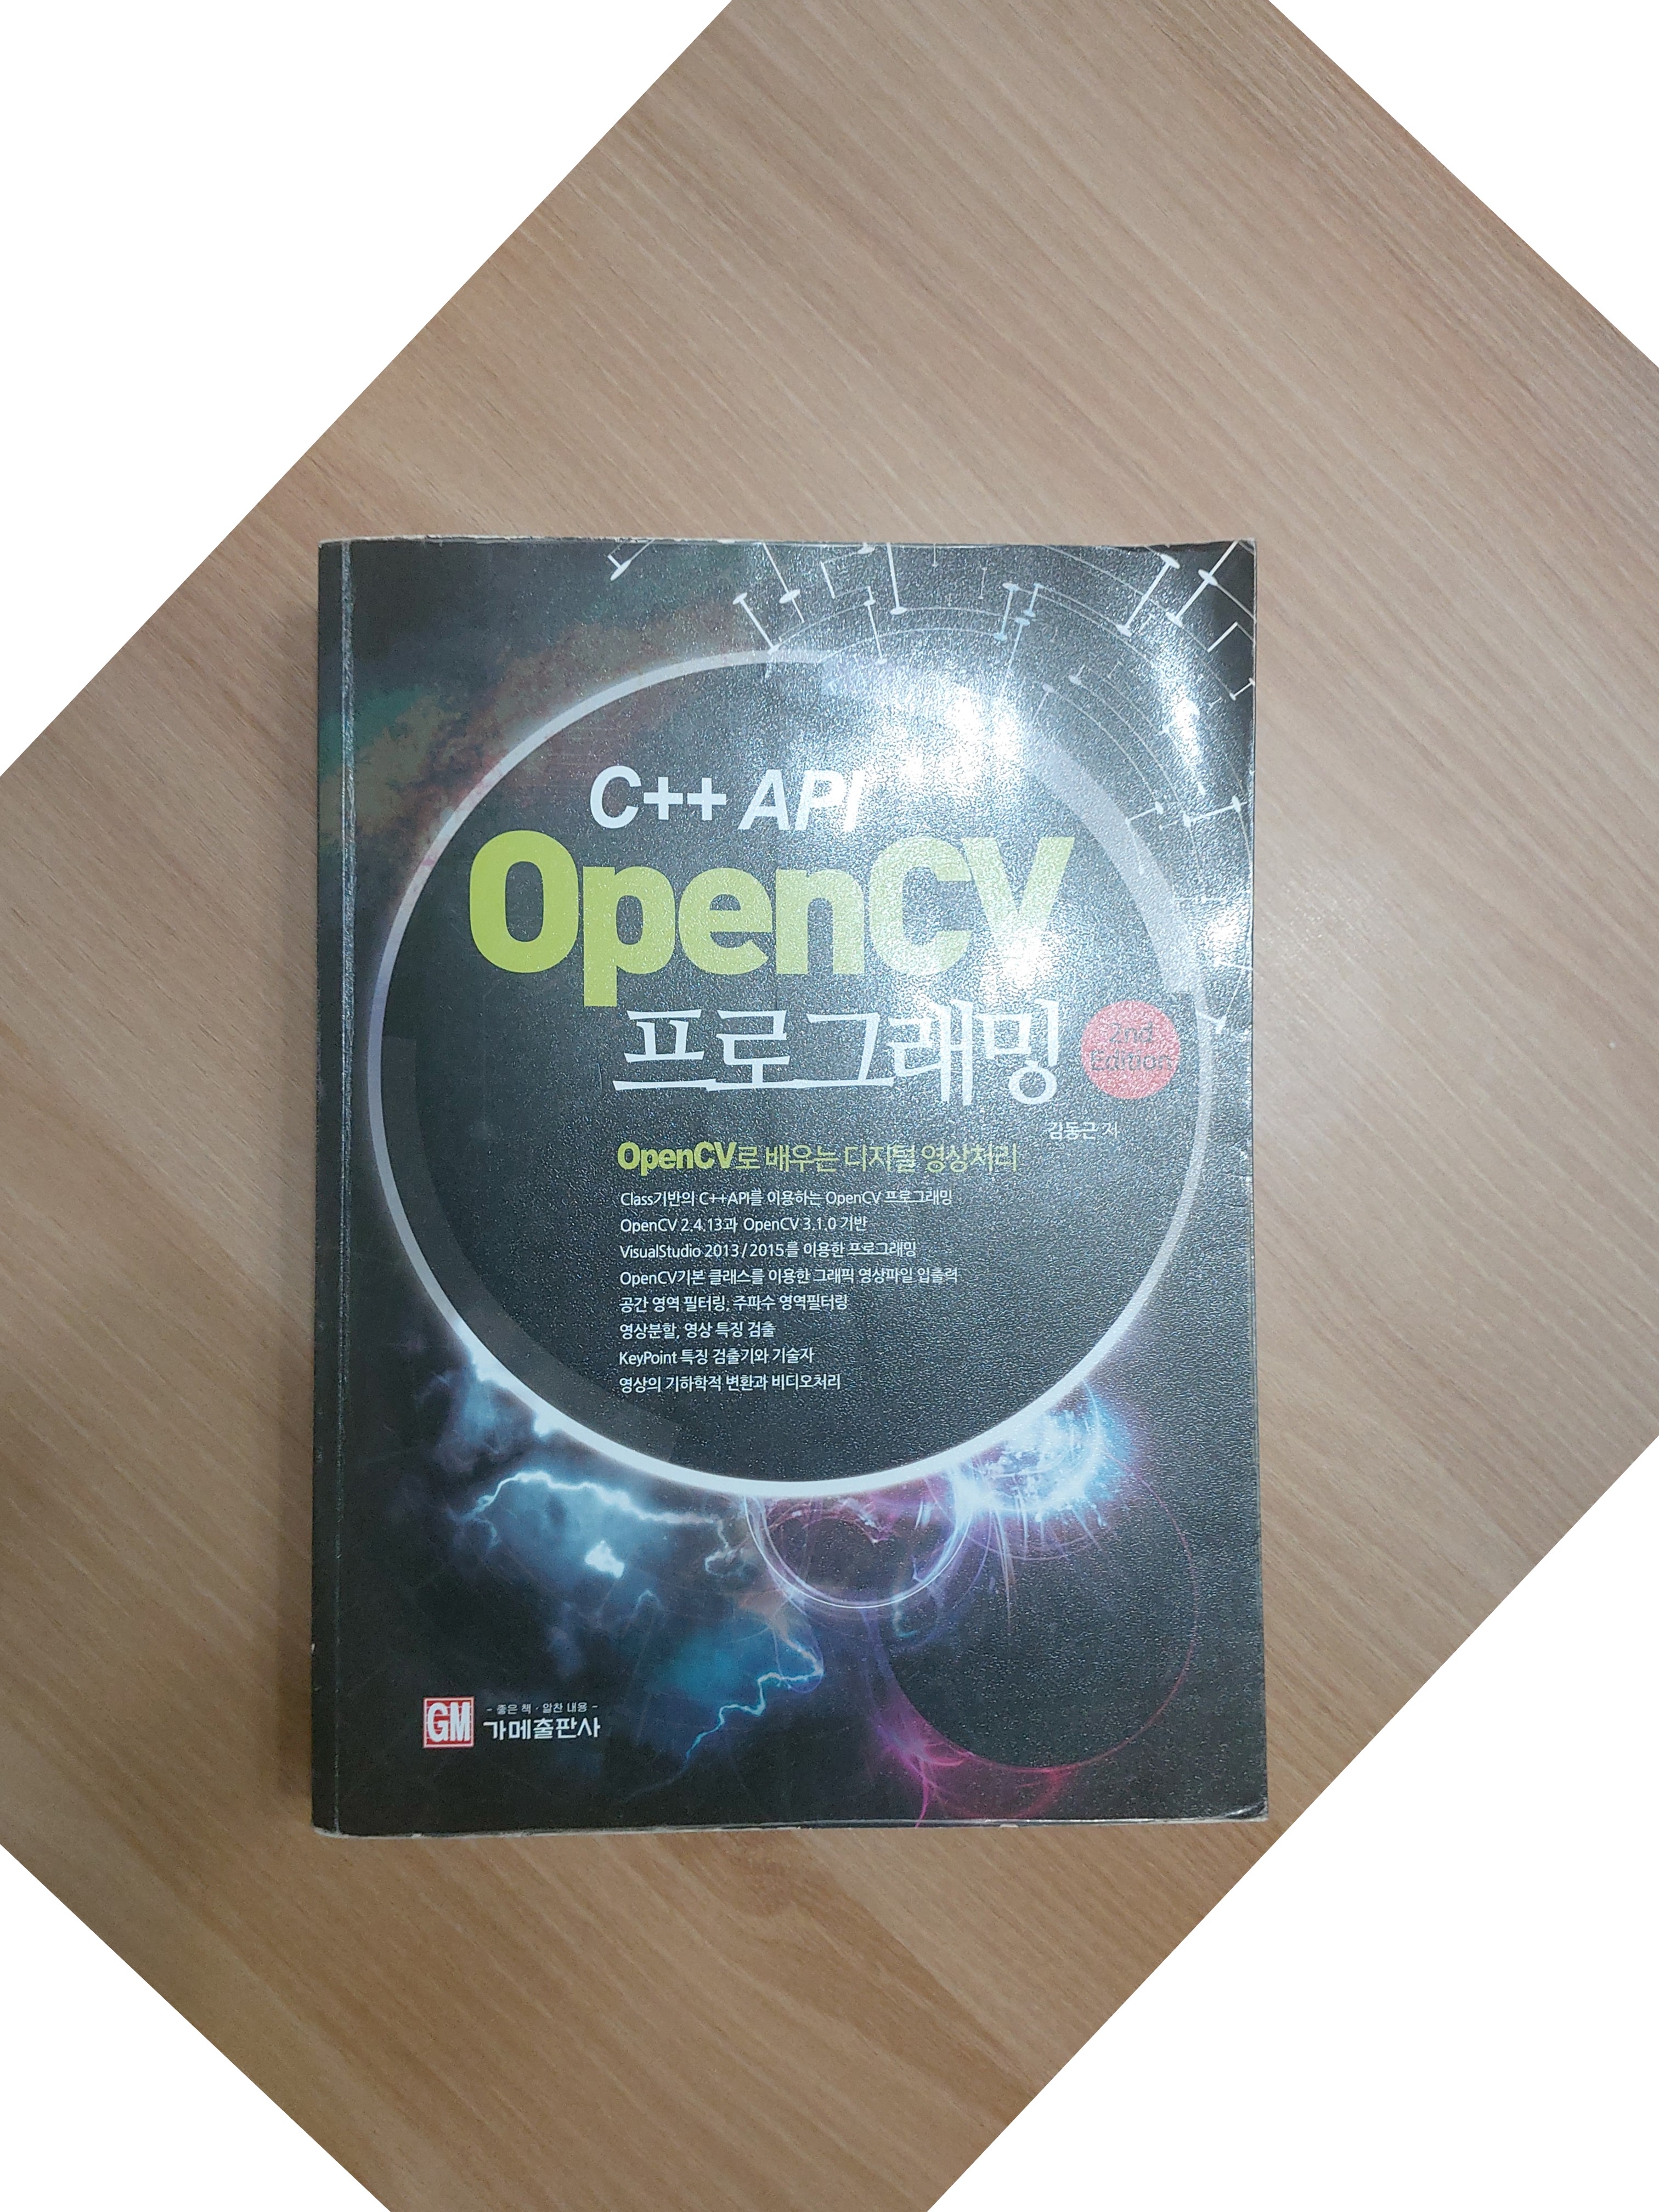 C++ API
OpenCV
프로그래밍
2nd
Edition
김동근 저
OpenCV로 배우는 디지털 영상처리
Class기반의 C++API를 이용하는 OpenCV 프로그래밍
OpenCV 2.4.13과 OpenCV 3.1.0 기반
VisualStudio 2013 / 2015를 이용한 프로그래밍
OpenCV기본 클래스를 이용한 그래픽 영상파일 입출력
공간 영역 필터링, 주파수 영역필터링
영상분할, 영상 특징 검출
KeyPoint 특징 검출기와 기술자
영상의 기하학적 변환과 비디오처리
GM
- 좋은 책 · 알찬 내용 -
가메출판사